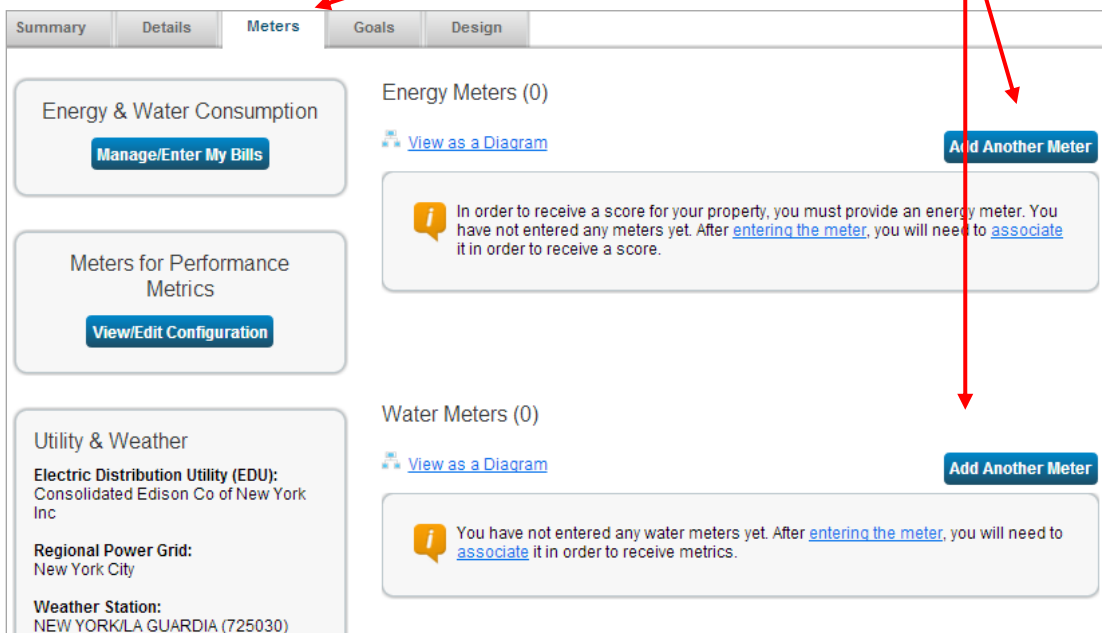 Summary Details Meters Goals Design
Energy & Water Consumption
Manage/Enter My Bills
Meters for Performance
Metrics
View/Edit Configuration
Utility & Weather
Electric Distribution Utility (EDU):
Consolidated Edison Co of New York
Inc
Regional Power Grid:
New York City
Weather Station:
NEW YORK/LA GUARDIA (725030)
Energy Meters (0)
View as a Diagram
Add Another Meter
In order to receive a score for your property, you must provide an energy meter. You
have not entered any meters yet. After entering the meter, you will need to associate
it in order to receive a score.
Water Meters (0)
View as a Diagram
Add Another Meter
You have not entered any water meters yet. After entering the meter, you will need to
associate it in order to receive metrics.